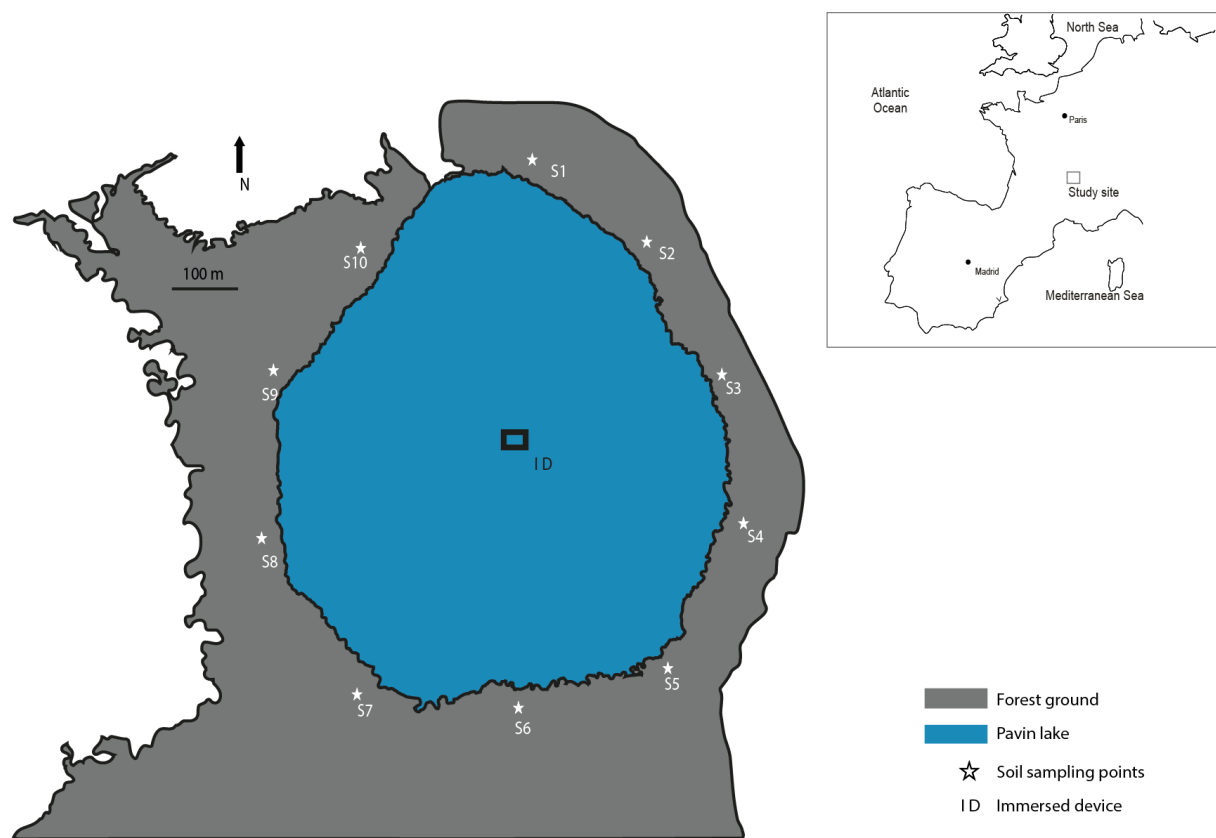 North Sea
Atlantic
Ocean
Paris
Study site
Madrid
Mediterranean Sea
N
100 m
S1
S2
S10
S3
S9
I D
S4
S8
S5
S7
S6
Forest ground
Pavin lake
Soil sampling points
I D Immersed device